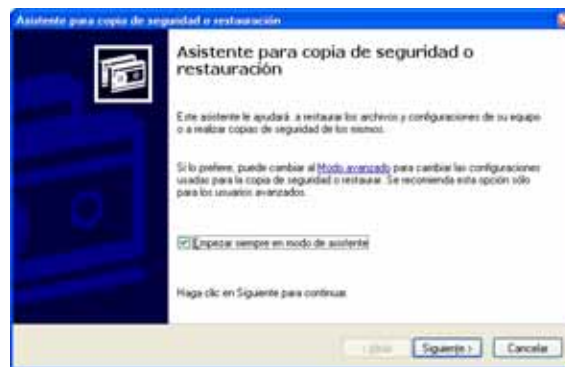 Asistente para copia de seguridad o restauración
Asistente para copia de seguridad o
restauración
Este asistente le ayudará a restaurar los archivos y configuraciones de su equipo
o a realizar copias de seguridad de los mismos.
Si lo prefiere, puede cambiar al Modo avanzado para cambiar las configuraciones
usadas para la copia de seguridad o restaurar. Se recomienda esta opción sólo
para los usuarios avanzados.
Empezar siempre en modo de asistente
Haga clic en Siguiente para continuar.
< Atrás
Siguiente >
Cancelar